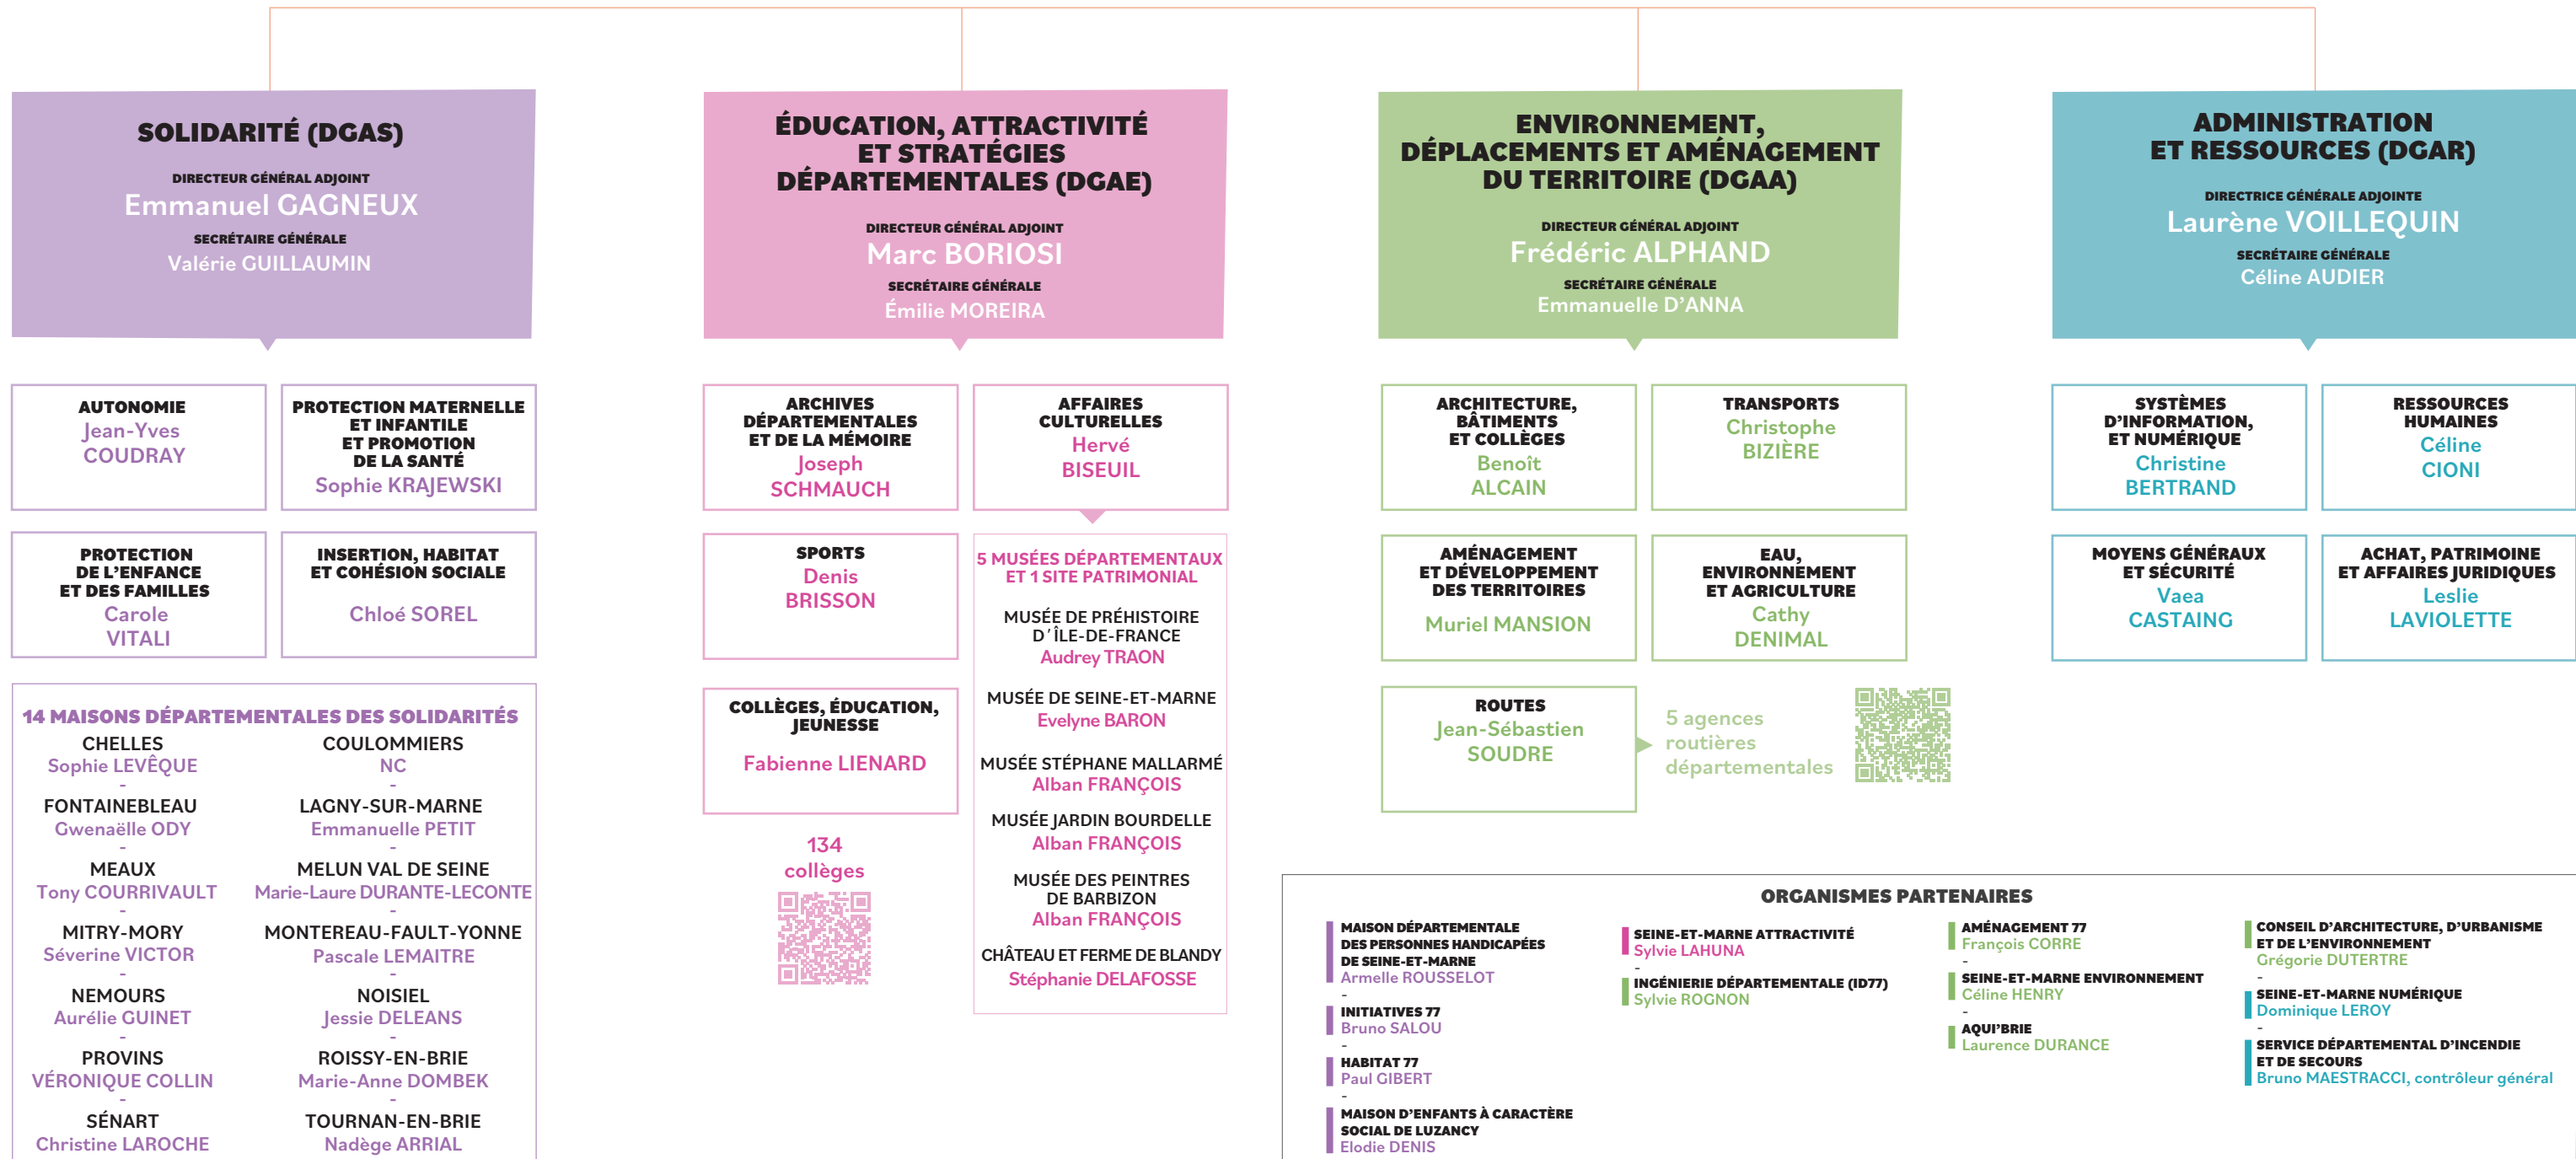 SOLIDARITÉ (DGAS)
DIRECTEUR GÉNÉRAL ADJOINT
Emmanuel GAGNEUX
SECRÉTAIRE GÉNÉRALE
Valérie GUILLAUMIN
AUTONOMIE
Jean-Yves
COUDRAY
PROTECTION MATERNELLE
ET INFANTILE
ET PROMOTION
DE LA SANTÉ
Sophie KRAJEWSKI
PROTECTION
DE L'ENFANCE
ET DES FAMILLES
Carole
VITALI
INSERTION, HABITAT
ET COHÉSION SOCIALE
Chloé SOREL
14 MAISONS DÉPARTEMENTALES DES SOLIDARITÉS
CHELLES
Sophie LEVÊQUE
-
FONTAINEBLEAU
Gwenaëlle ODY
-
MEAUX
Tony COURRIVAULT
-
MITRY-MORY
Séverine VICTOR
-
NEMOURS
Aurélie GUINET
-
PROVINS
VÉRONIQUE COLLIN
-
SÉNART
Christine LAROCHE
COULOMMIERS
NC
-
LAGNY-SUR-MARNE
Emmanuelle PETIT
-
MELUN VAL DE SEINE
Marie-Laure DURANTE-LECONTE
-
MONTEREAU-FAULT-YONNE
Pascale LEMAITRE
-
NOISIEL
Jessie DELEANS
-
ROISSY-EN-BRIE
Marie-Anne DOMBEK
-
TOURNAN-EN-BRIE
Nadège ARRIAL
ÉDUCATION, ATTRACTIVITÉ
ET STRATÉGIES
DÉPARTEMENTALES (DGAE)
DIRECTEUR GÉNÉRAL ADJOINT
Marc BORIOSI
SECRÉTAIRE GÉNÉRALE
Émilie MOREIRA
ARCHIVES
DÉPARTEMENTALES
ET DE LA MÉMOIRE
Joseph
SCHMAUCH
AFFAIRES
CULTURELLES
Hervé
BISEUIL
SPORTS
Denis
BRISSON
COLLÈGES, ÉDUCATION,
JEUNESSE
Fabienne LIENARD
134
collèges
5 MUSÉES DÉPARTEMENTAUX
ET 1 SITE PATRIMONIAL
MUSÉE DE PRÉHISTOIRE
D'ÎLE-DE-FRANCE
Audrey TRAON
MUSÉE DE SEINE-ET-MARNE
Evelyne BARON
MUSÉE STÉPHANE MALLARMÉ
Alban FRANÇOIS
MUSÉE JARDIN BOURDELLE
Alban FRANÇOIS
MUSÉE DES PEINTRES
DE BARBIZON
Alban FRANÇOIS
CHÂTEAU ET FERME DE BLANDY
Stéphanie DELAFOSSE
ENVIRONNEMENT,
DÉPLACEMENTS ET AMÉNAGEMENT
DU TERRITOIRE (DGAA)
DIRECTEUR GÉNÉRAL ADJOINT
Frédéric ALPHAND
SECRÉTAIRE GÉNÉRALE
Emmanuelle D'ANNA
ARCHITECTURE,
BÂTIMENTS
ET COLLÈGES
Benoît
ALCAIN
TRANSPORTS
Christophe
BIZIÈRE
AMÉNAGEMENT
ET DÉVELOPPEMENT
DES TERRITOIRES
Muriel MANSION
EAU,
ENVIRONNEMENT
ET AGRICULTURE
Cathy
DENIMAL
ROUTES
Jean-Sébastien
SOUDRE
5 agences
routières
départementales
ADMINISTRATION
ET RESSOURCES (DGAR)
DIRECTRICE GÉNÉRALE ADJOINTE
Laurène VOILLEQUIN
SECRÉTAIRE GÉNÉRALE
Céline AUDIER
SYSTÈMES
D'INFORMATION,
ET NUMÉRIQUE
Christine
BERTRAND
RESSOURCES
HUMAINES
Céline
CIONI
MOYENS GÉNÉRAUX
ET SÉCURITÉ
Vaea
CASTAING
ACHAT, PATRIMOINE
ET AFFAIRES JURIDIQUES
Leslie
LAVIOLETTE
ORGANISMES PARTENAIRES
MAISON DÉPARTEMENTALE
DES PERSONNES HANDICAPÉES
DE SEINE-ET-MARNE
Armelle ROUSSELOT
-
INITIATIVES 77
Bruno SALOU
-
HABITAT 77
Paul GIBERT
-
MAISON D'ENFANTS À CARACTÈRE
SOCIAL DE LUZANCY
Elodie DENIS
SEINE-ET-MARNE ATTRACTIVITÉ
Sylvie LAHUNA
-
INGÉNIERIE DÉPARTEMENTALE (ID77)
Sylvie ROGNON
AMÉNAGEMENT 77
François CORRE
-
SEINE-ET-MARNE ENVIRONNEMENT
Céline HENRY
-
AQUI'BRIE
Laurence DURANCE
CONSEIL D'ARCHITECTURE, D'URBANISME
ET DE L'ENVIRONNEMENT
Grégorie DUTERTRE
-
SEINE-ET-MARNE NUMÉRIQUE
Dominique LEROY
-
SERVICE DÉPARTEMENTAL D'INCENDIE
ET DE SECOURS
Bruno MAESTRACCI, contrôleur général